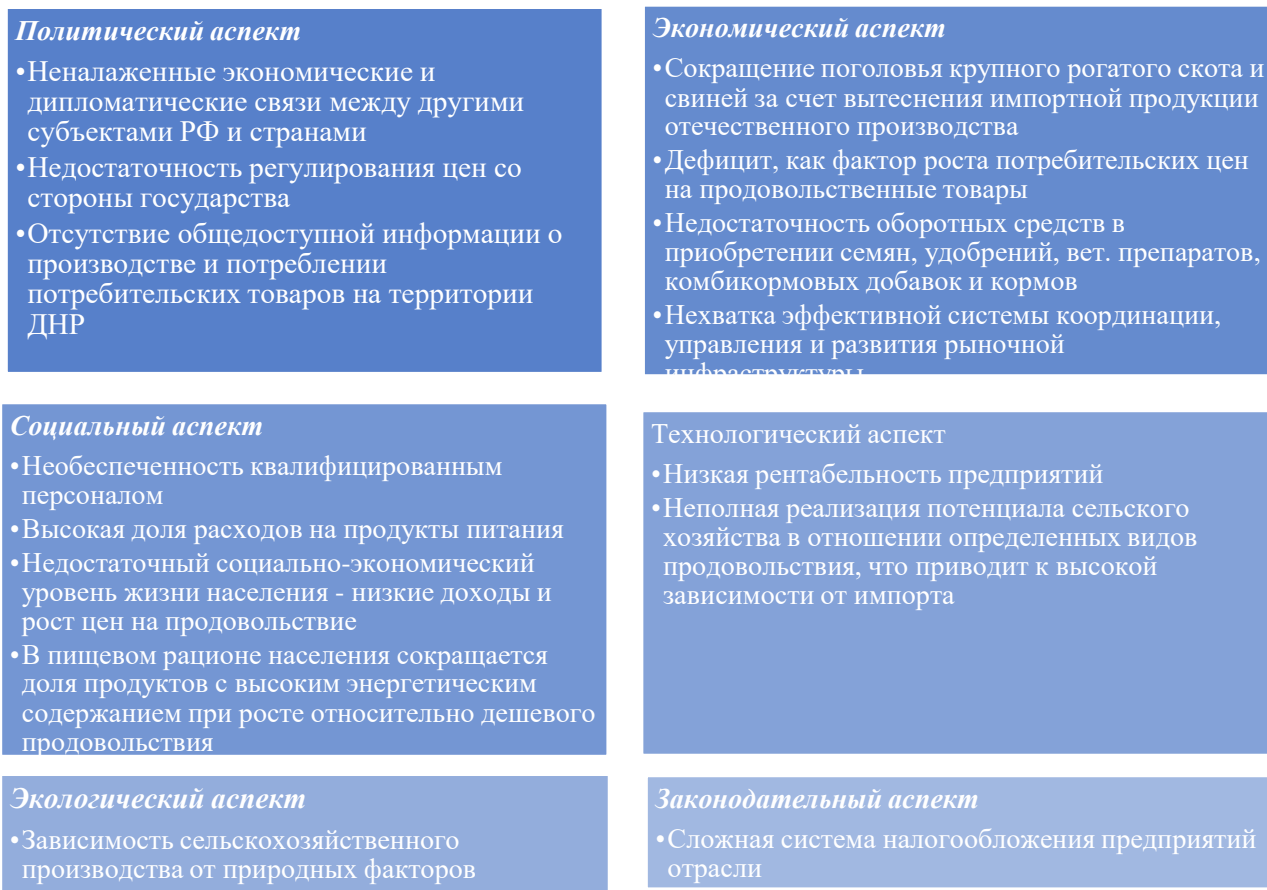 Политический аспект
•Неналаженные экономические и
дипломатические связи между другими
субъектами РФ и странами
•Недостаточность регулирования цен со
стороны государства
•Отсутствие общедоступной информации о
производстве и потреблении
потребительских товаров на территории
ДНР
Экономический аспект
•Сокращение поголовья крупного рогатого скота и
свиней за счет вытеснения импортной продукции
отечественного производства
•Дефицит, как фактор роста потребительских цен
на продовольственные товары
•Недостаточность оборотных средств в
приобретении семян, удобрений, вет. препаратов,
комбикормовых добавок и кормов
•Нехватка эффективной системы координации,
управления и развития рыночной
инфраструктуры
Социальный аспект
•Необеспеченность квалифицированным
персоналом
•Высокая доля расходов на продукты питания
•Недостаточный социально-экономический
уровень жизни населения - низкие доходы и
рост цен на продовольствие
•В пищевом рационе населения сокращается
доля продуктов с высоким энергетическим
содержанием при росте относительно дешевого
продовольствия
Технологический аспект
•Низкая рентабельность предприятий
•Неполная реализация потенциала сельского
хозяйства в отношении определенных видов
продовольствия, что приводит к высокой
зависимости от импорта
Экологический аспект
•Зависимость сельскохозяйственного
производства от природных факторов
Законодательный аспект
•Сложная система налогообложения предприятий
отрасли